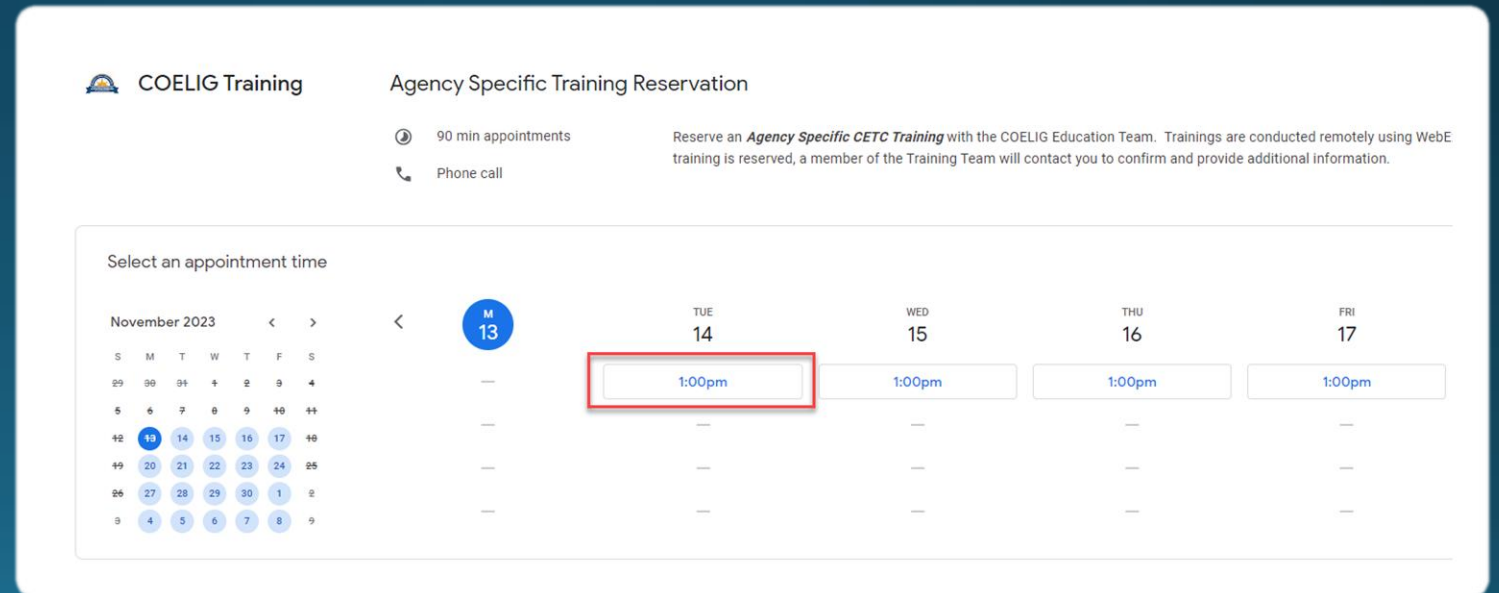 COELIG Training
Agency Specific Training Reservation
90 min appointments
Phone call
Reserve an Agency Specific CETC Training with the COELIG Education Team. Trainings are conducted remotely using WebE
training is reserved, a member of the Training Team will contact you to confirm and provide additional information.
Select an appointment time
November 2023 < >
S M T W T F S
29 30 31 1 2 3 4
5 6 7 8 9 10 11
12 13 14 15 16 17 18
19 20 21 22 23 24 25
26 27 28 29 30 1 2
3 4 5 6 7 8 9
M TUE WED THU FRI
13 14 15 16 17
— 1:00pm 1:00pm 1:00pm 1:00pm
— — — — —
— — — — —
— — — — —